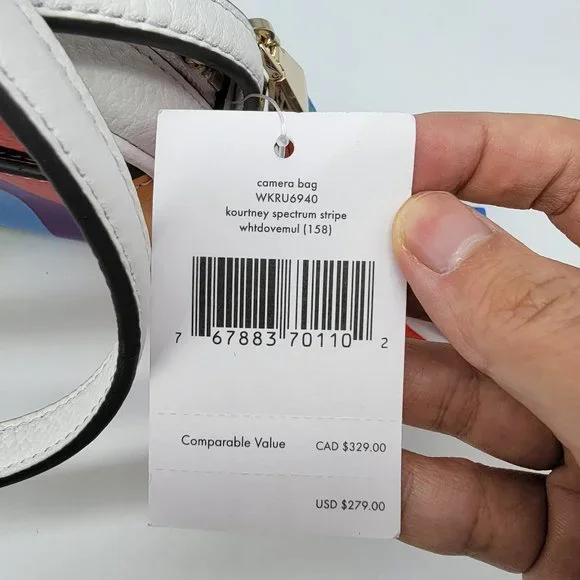 camera bag
WKRU6940
kourtney spectrum stripe
whtdovemul (158)
7 67883 70110 2
Comparable Value CAD $329.00
USD $279.00